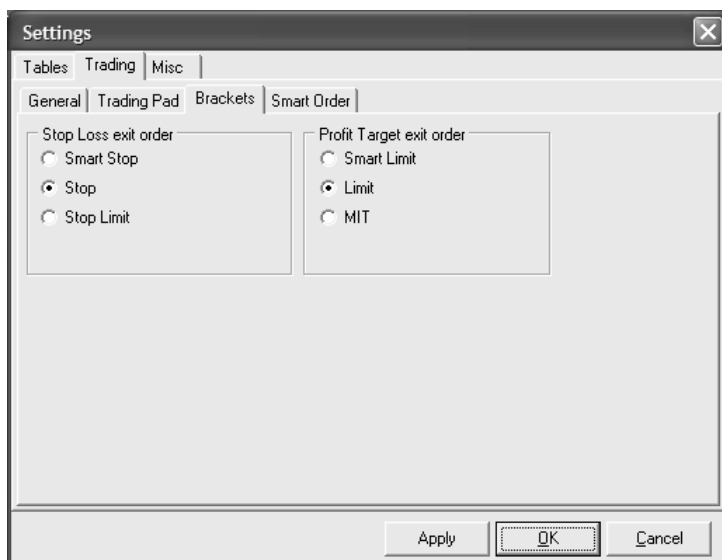 Settings
Tables Trading Misc
General Trading Pad Brackets Smart Order
Stop Loss exit order Profit Target exit order
Smart Stop Smart Limit
Stop Limit
Stop Limit MIT
Apply OK Cancel